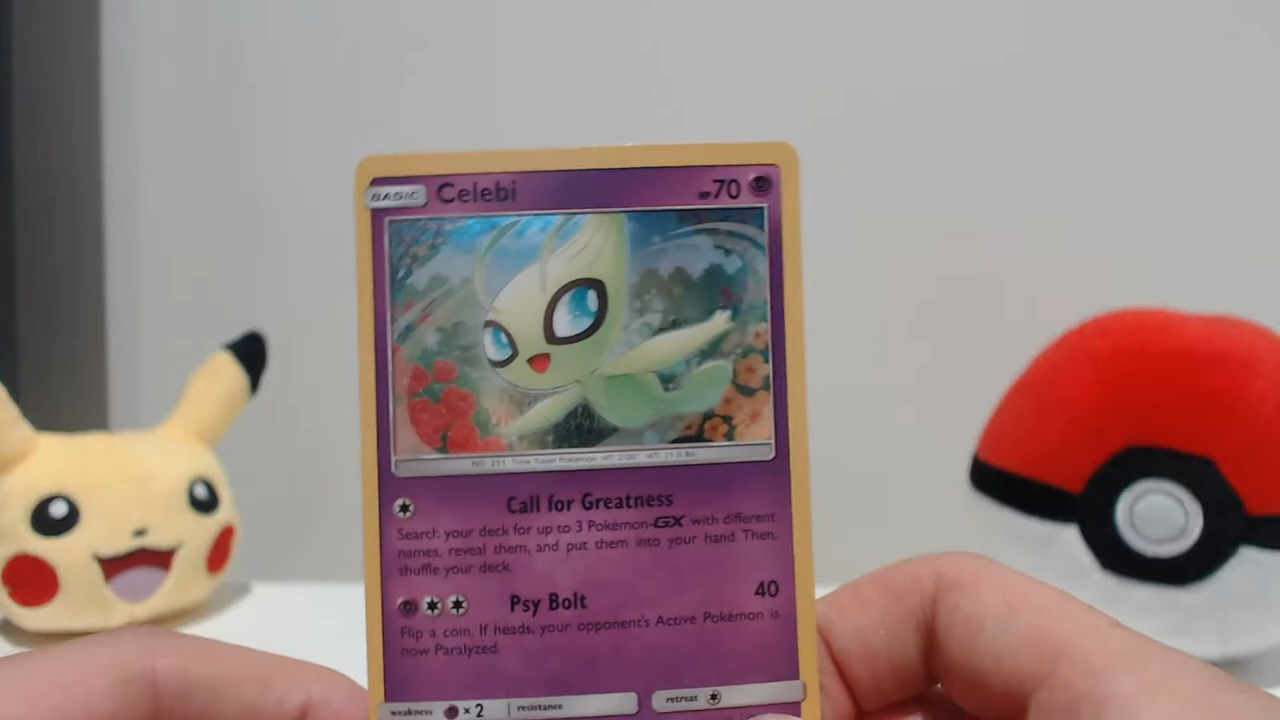 BASIC Celebi HP 70
NO. 251 Time Travel Pokémon HT: 2'00" WT: 11.0 lbs
Call for Greatness
Search your deck for up to 3 Pokémon-GX with different
names, reveal them, and put them into your hand. Then,
shuffle your deck.
Psy Bolt 40
Flip a coin. If heads, your opponent's Active Pokémon is
now Paralyzed.
weakness ×2 resistance retreat